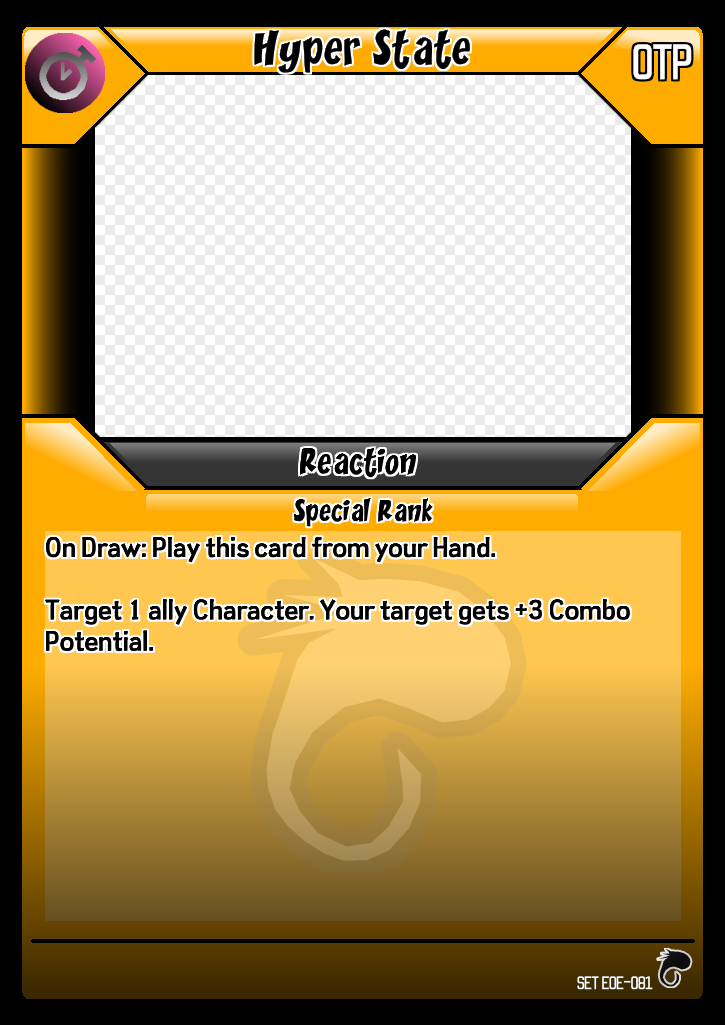 Hyper State
OTP
Reaction
Special Rank
On Draw: Play this card from your Hand.
Target 1 ally Character. Your target gets +3 Combo
Potential.
SET EOE-081